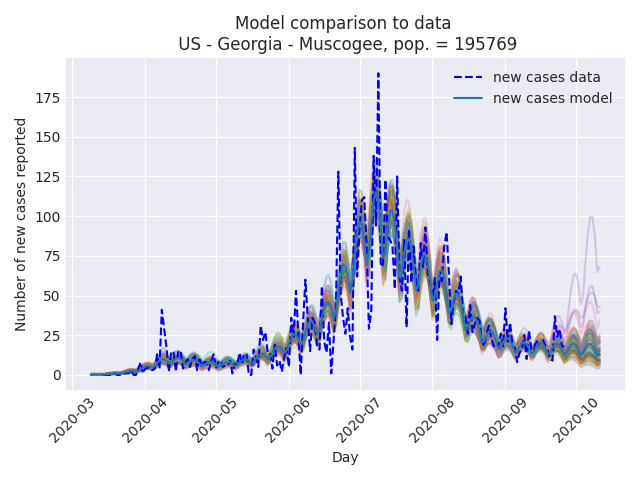 Model comparison to data
US - Georgia - Muscogee, pop. = 195769
new cases data
new cases model
Number of new cases reported
175
150
125
100
75
50
25
0
2020-03
2020-04
2020-05
2020-06
2020-07
2020-08
2020-09
2020-10
Day